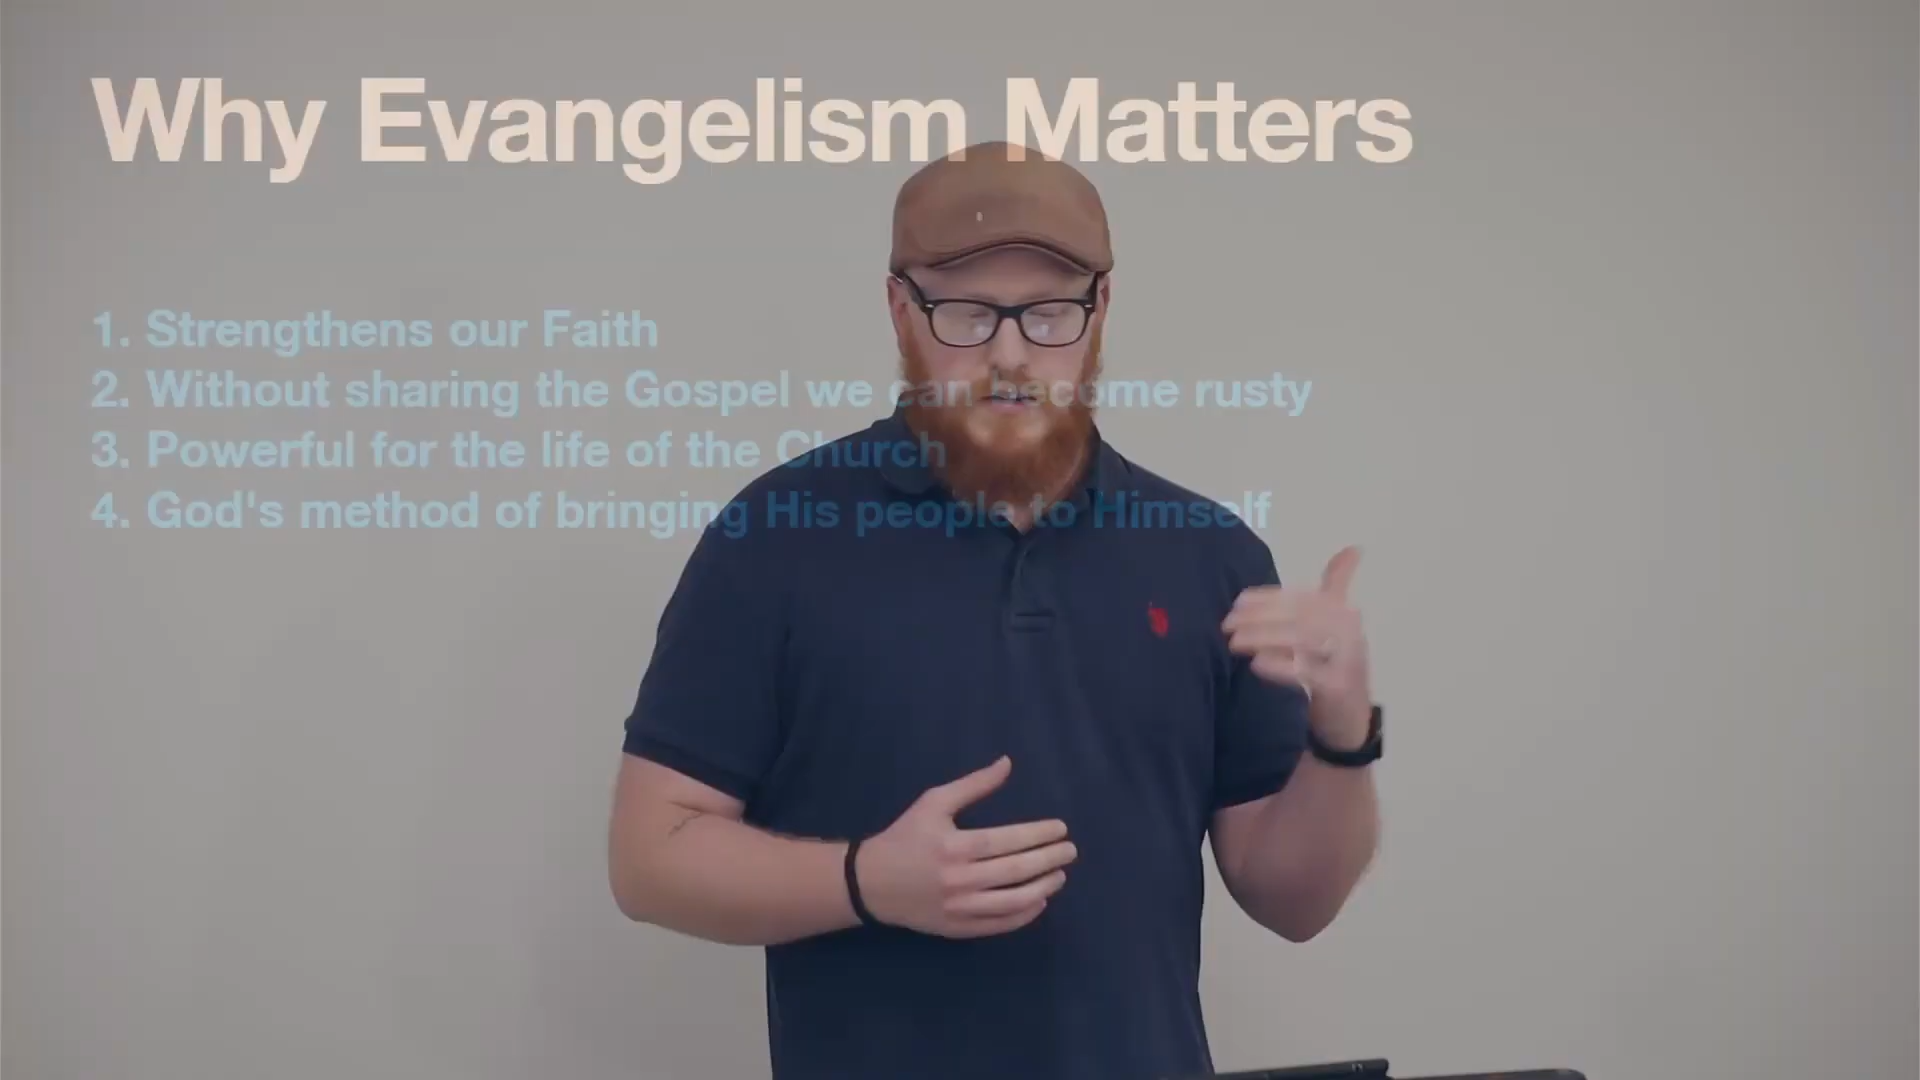 Why Evangelism Matters
1. Strengthens our Faith
2. Without sharing the Gospel we can become rusty
3. Powerful for the life of the Church
4. God's method of bringing His people to Himself